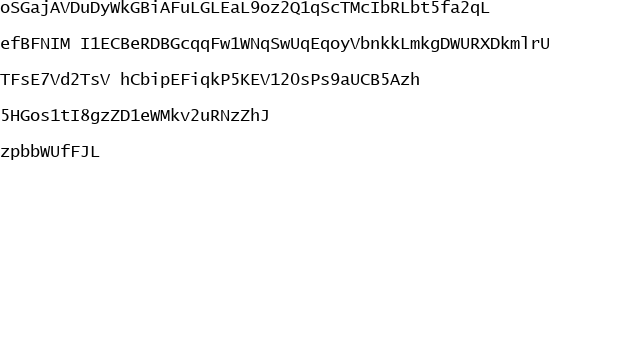 oSGajAVDuDyWkGBiAFuLGLEaL9oz2Q1qScTMcIbRLbt5fa2qL
efBFNIM I1ECBeRDBGcqqFw1WNqSwUqEqoyVbnkkLmkgDWURXDkmlrU
TFsE7Vd2TsV hCbipEFiqkP5KEV12OsPs9aUCB5Azh
5HGos1tI8gzZD1eWMkv2uRNzZhJ
zpbbWUfFJL